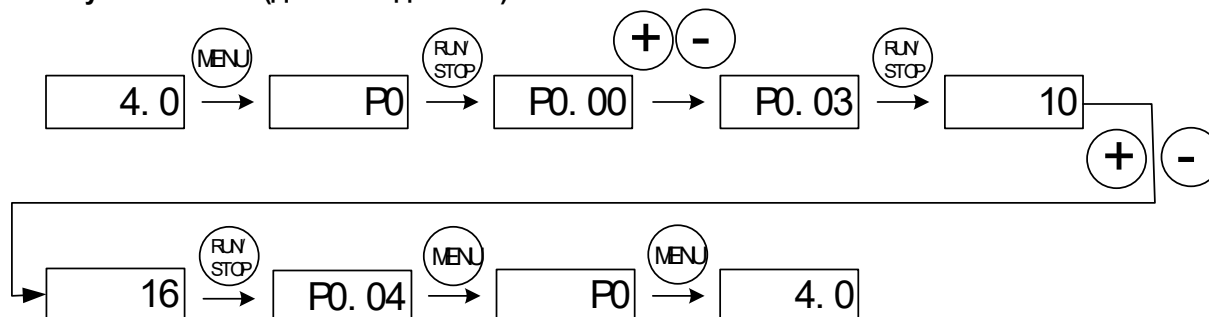 MENU RUN/ STOP + - RUN/ STOP
4. 0 P0 P0. 00 P0. 03 10
+ -
RUN/ STOP MENU MENU
16 P0. 04 P0 4. 0